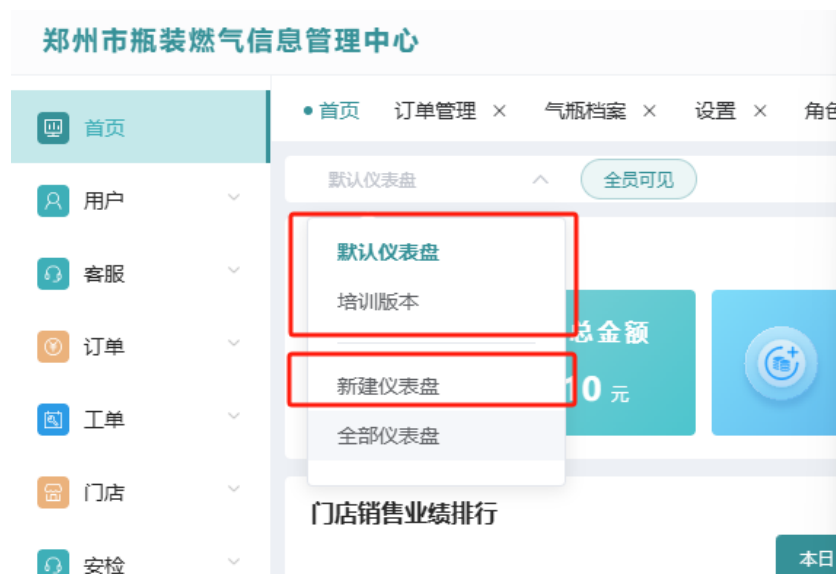 郑州市瓶装燃气信息管理中心
首页
用户
客服
订单
工单
门店
安检
首页 订单管理 × 气瓶档案 × 设置 × 角色
默认仪表盘 全员可见
默认仪表盘
培训版本
新建仪表盘
全部仪表盘
总金额
10 元
门店销售业绩排行
本日